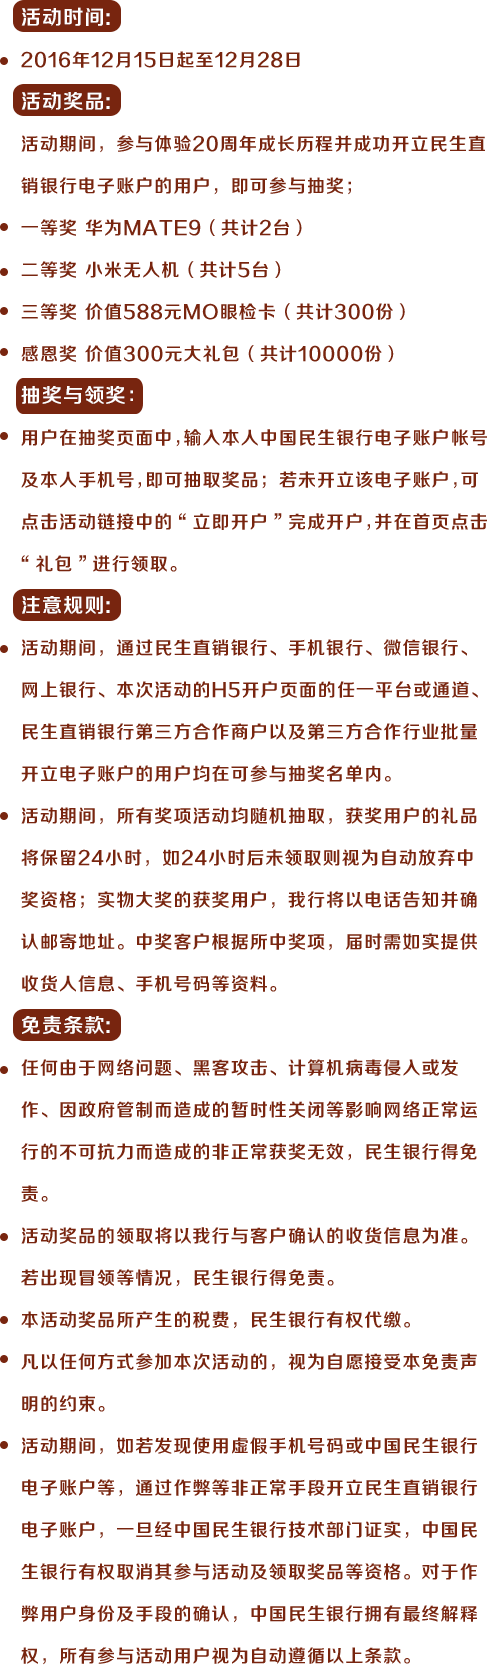 活动时间:
2016年12月15日起至12月28日
活动奖品:
活动期间，参与体验20周年成长历程并成功开立民生直
销银行电子账户的用户，即可参与抽奖；
一等奖 华为MATE9（共计2台）
二等奖 小米无人机（共计5台）
三等奖 价值588元MO眼检卡（共计300份）
感恩奖 价值300元大礼包（共计10000份）
抽奖与领奖:
用户在抽奖页面中,输入本人中国民生银行电子账户帐号
及本人手机号,即可抽取奖品；若未开立该电子账户,可
点击活动链接中的“立即开户”完成开户,并在首页点击
“礼包”进行领取。
注意规则:
活动期间，通过民生直销银行、手机银行、微信银行、
网上银行、本次活动的H5开户页面的任一平台或通道、
民生直销银行第三方合作商户以及第三方合作行业批量
开立电子账户的用户均在可参与抽奖名单内。
活动期间，所有奖项活动均随机抽取，获奖用户的礼品
将保留24小时，如24小时后未领取则视为自动放弃中
奖资格；实物大奖的获奖用户，我行将以电话告知并确
认邮寄地址。中奖客户根据所中奖项，届时需如实提供
收货人信息、手机号码等资料。
免责条款:
任何由于网络问题、黑客攻击、计算机病毒侵入或发
作、因政府管制而造成的暂时性关闭等影响网络正常运
行的不可抗力而造成的非正常获奖无效，民生银行得免
责。
活动奖品的领取将以我行与客户确认的收货信息为准。
若出现冒领等情况，民生银行得免责。
本活动奖品所产生的税费，民生银行有权代缴。
凡以任何方式参加本次活动的，视为自愿接受本免责声
明的约束。
活动期间，如若发现使用虚假手机号码或中国民生银行
电子账户等，通过作弊等非正常手段开立民生直销银行
电子账户，一旦经中国民生银行技术部门证实，中国民
生银行有权取消其参与活动及领取奖品等资格。对于作
弊用户身份及手段的确认，中国民生银行拥有最终解释
权，所有参与活动用户视为自动遵循以上条款。